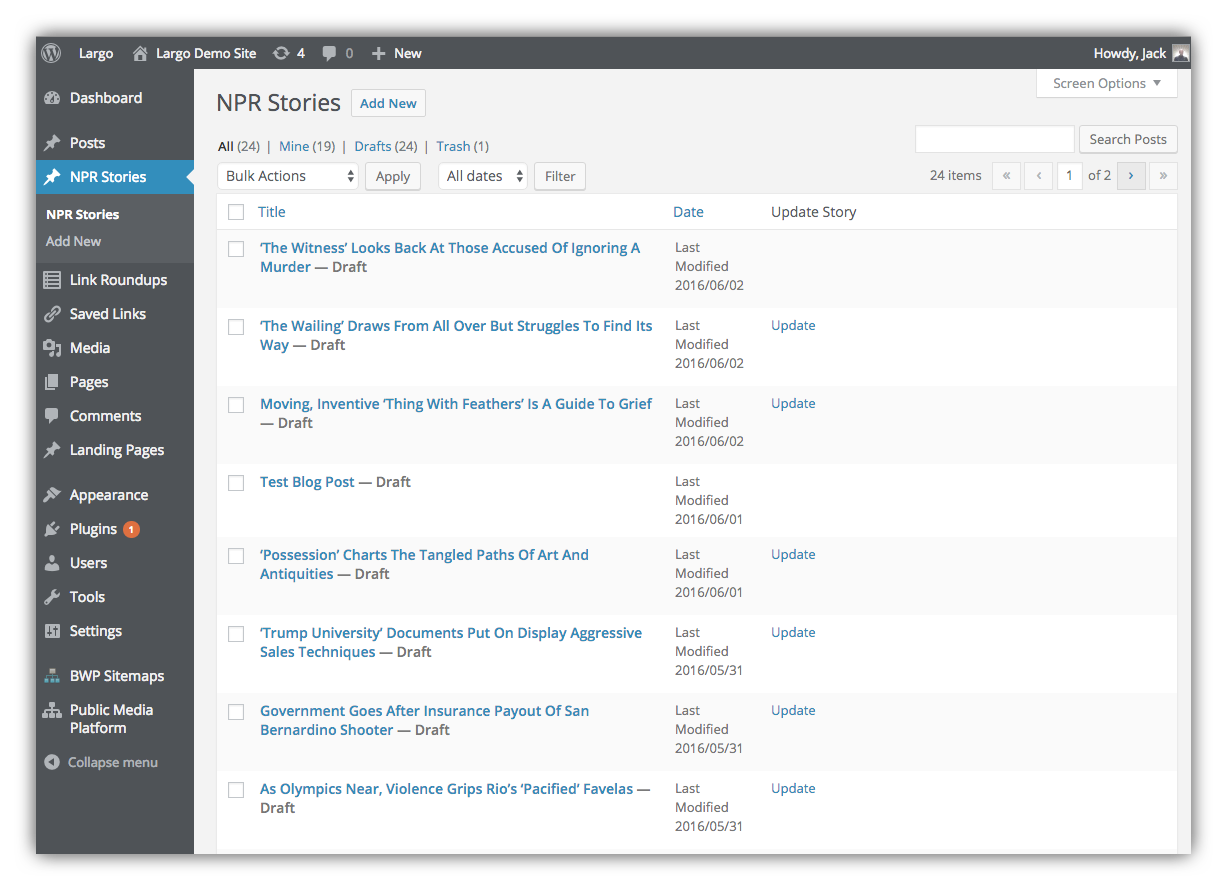 Largo Largo Demo Site 4 0 New Howdy, Jack
Screen Options
Dashboard
Posts
NPR Stories
NPR Stories
Add New
Link Roundups
Saved Links
Media
Pages
Comments
Landing Pages
Appearance
Plugins 1
Users
Tools
Settings
BWP Sitemaps
Public Media
Platform
Collapse menu
NPR Stories Add New
All (24) | Mine (19) | Drafts (24) | Trash (1)
Search Posts
Bulk Actions Apply All dates Filter
24 items « ‹ 1 of 2 › »
Title Date Update Story
‘The Witness’ Looks Back At Those Accused Of Ignoring A
Murder — Draft
Last
Modified
2016/06/02
‘The Wailing’ Draws From All Over But Struggles To Find Its
Way — Draft
Last
Modified
2016/06/02
Update
Moving, Inventive ‘Thing With Feathers’ Is A Guide To Grief
— Draft
Last
Modified
2016/06/02
Update
Test Blog Post — Draft
Last
Modified
2016/06/01
‘Possession’ Charts The Tangled Paths Of Art And
Antiquities — Draft
Last
Modified
2016/06/01
Update
‘Trump University’ Documents Put On Display Aggressive
Sales Techniques — Draft
Last
Modified
2016/05/31
Update
Government Goes After Insurance Payout Of San
Bernardino Shooter — Draft
Last
Modified
2016/05/31
Update
As Olympics Near, Violence Grips Rio’s ‘Pacified’ Favelas —
Draft
Last
Modified
2016/05/31
Update